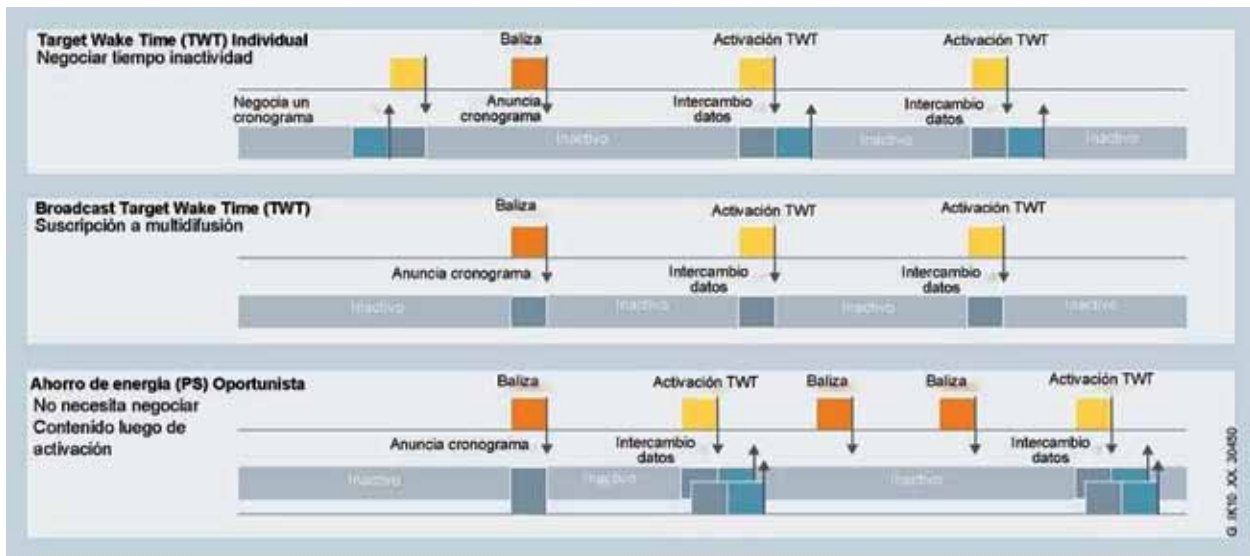 Target Wake Time (TWT) Individual
Negociar tiempo inactividad
Baliza
Activación TWT
Activación TWT
Negocia un
cronograma
Anuncia
cronograma
Intercambio
datos
Intercambio
datos
Inactivo
Inactivo
Inactivo
Broadcast Target Wake Time (TWT)
Suscripción a multidifusión
Baliza
Activación TWT
Activación TWT
Anuncia cronograma
Intercambio
datos
Intercambio
datos
Inactivo
Inactivo
Inactivo
Inactivo
Ahorro de energía (PS) Oportunista
No necesita negociar
Contenido luego de
activación
Baliza
Activación TWT
Baliza
Baliza
Activación TWT
Anuncia cronograma
Intercambio
datos
Intercambio
datos
Inactivo
Inactivo
Inactivo
G_IK10_XX_30450